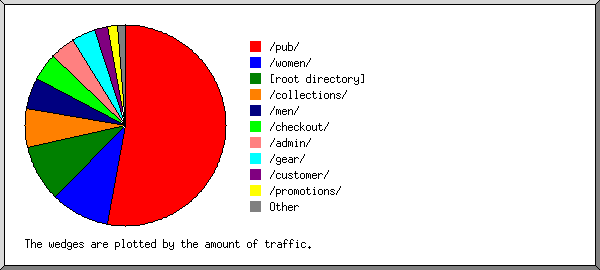 /pub/
/women/
[root directory]
/collections/
/men/
/checkout/
/admin/
/gear/
/customer/
/promotions/
Other
The wedges are plotted by the amount of traffic.